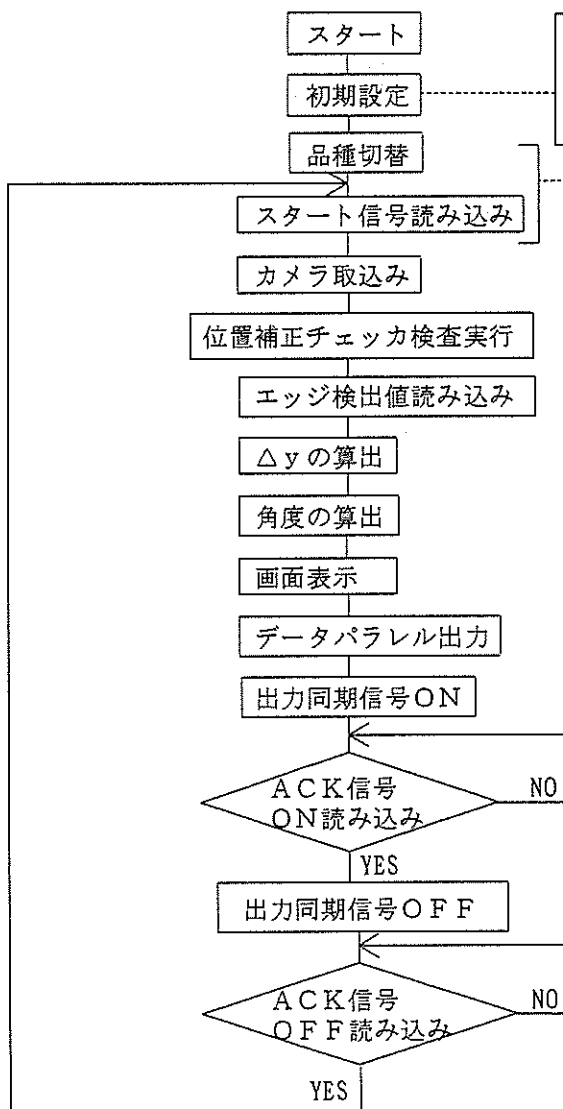 スタート
初期設定
品種切替
スタート信号読み込み
カメラ取込み
位置補正チェッカ検査実行
エッジ検出値読み込み
△yの算出
角度の算出
画面表示
データパラレル出力
出力同期信号ON
ACK信号
ON読み込み
NO
YES
出力同期信号OFF
ACK信号
OFF読み込み
NO
YES